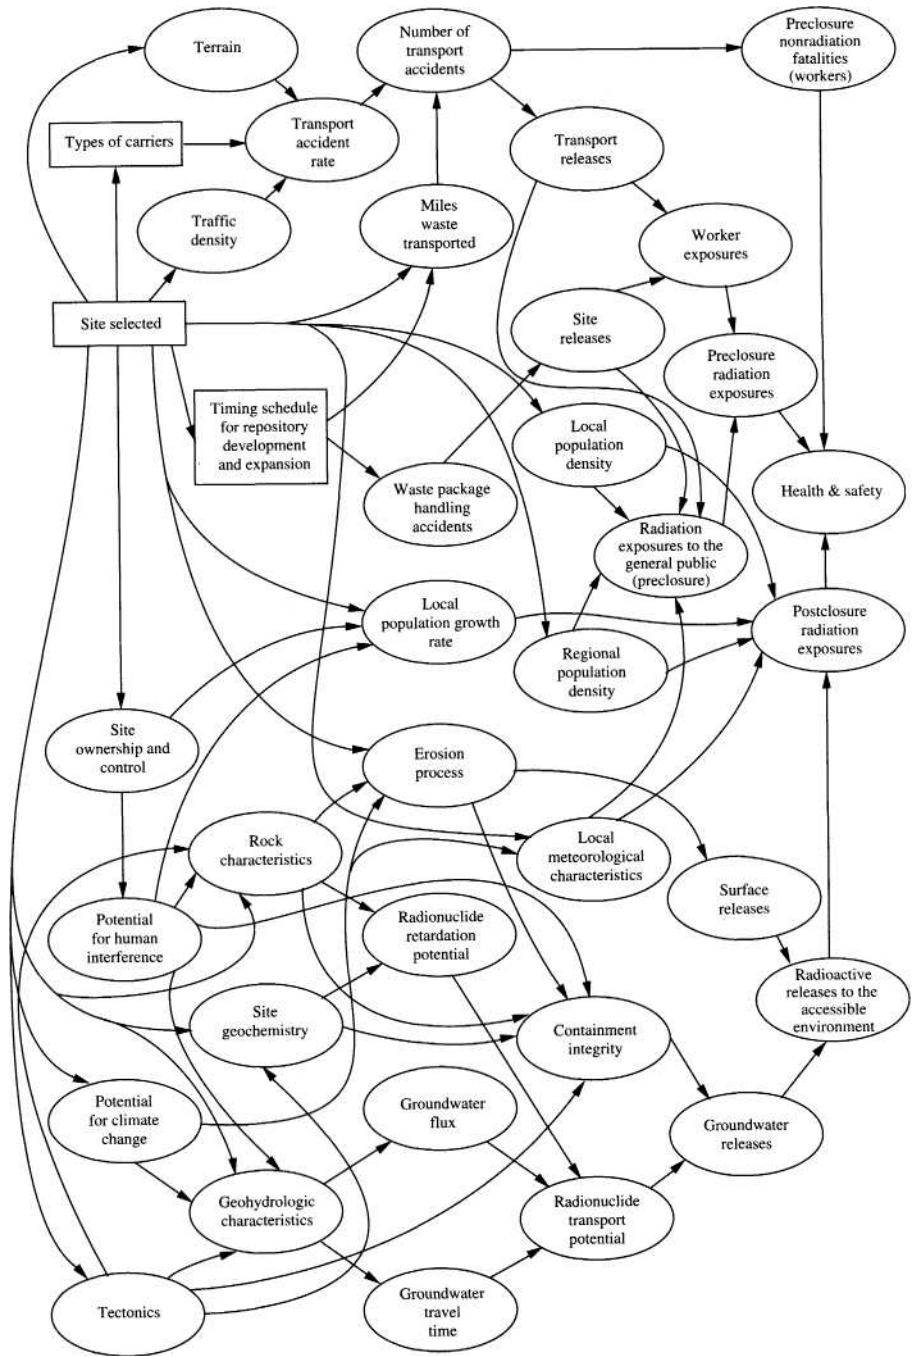 Terrain
Number of
transport
accidents
Preclosure
nonradiation
fatalities
(workers)
Types of carriers
Transport
accident
rate
Transport
releases
Traffic
density
Miles
waste
transported
Worker
exposures
Site selected
Site
releases
Preclosure
radiation
exposures
Timing schedule
for repository
development
and expansion
Local
population
density
Waste package
handling
accidents
Health & safety
Radiation
exposures to the
general public
(preclosure)
Local
population growth
rate
Regional
population
density
Postclosure
radiation
exposures
Site
ownership and
control
Erosion
process
Rock
characteristics
Local
meteorological
characteristics
Surface
releases
Potential
for human
interference
Radionuclide
retardation
potential
Site
geochemistry
Containment
integrity
Radioactive
releases to the
accessible
environment
Potential
for climate
change
Groundwater
flux
Groundwater
releases
Geohydrologic
characteristics
Radionuclide
transport
potential
Tectonics
Groundwater
travel
time